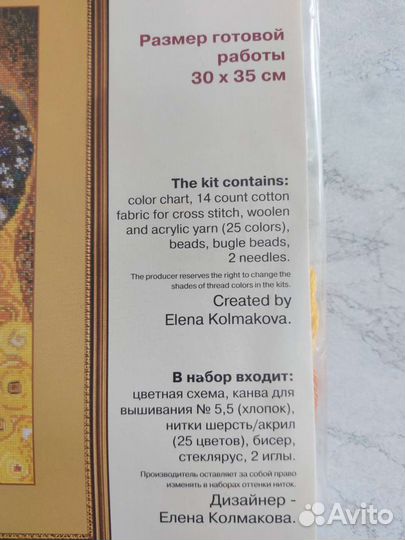 Размер готовой
работы
30 х 35 см
The kit contains:
color chart, 14 count cotton
fabric for cross stitch, woolen
and acrylic yarn (25 colors),
beads, bugle beads,
2 needles.
The producer reserves the right to change the
shades of thread colors in the kits.
Created by
Elena Kolmakova.
В набор входит:
цветная схема, канва для
вышивания № 5,5 (хлопок),
нитки шерсть/акрил
(25 цветов), бисер,
стеклярус, 2 иглы.
Производитель оставляет за собой право
изменять в наборах оттенки ниток.
Дизайнер -
Елена Колмакова.
Avito